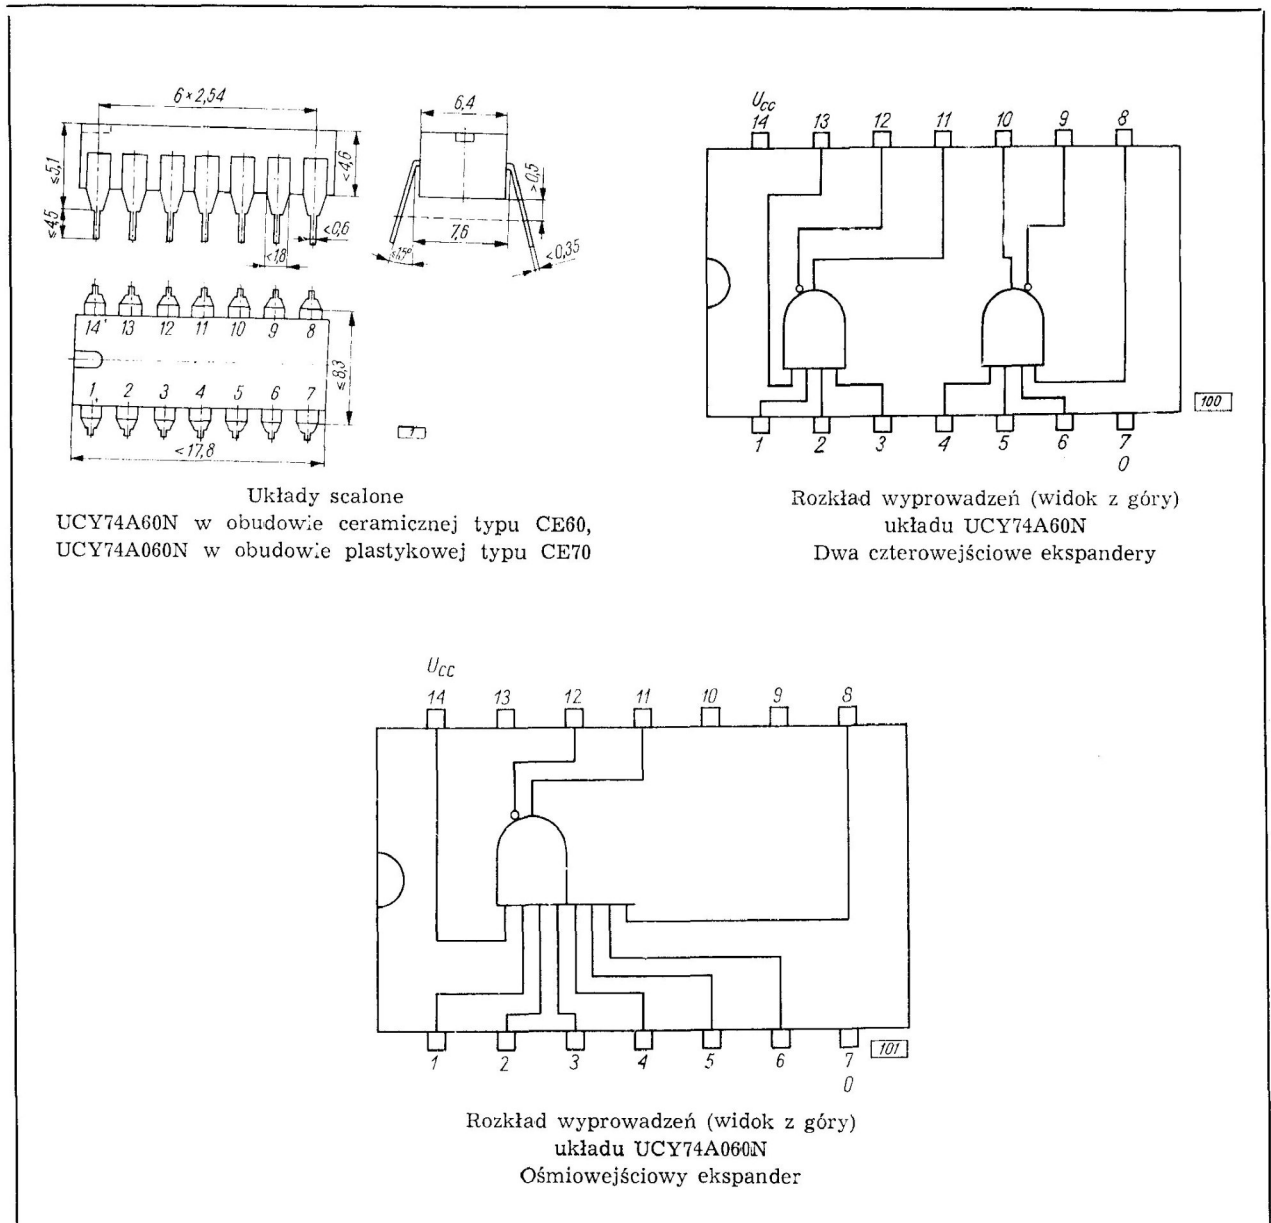 6×2,54
≤5,1
≤4,5
<4,6
<0,6
<1,8
6,4
>0,5
7,6
<0,35
14 13 12 11 10 9 8
1 2 3 4 5 6 7
≤8,3
<17,8
1
Układy scalone
UCY74A60N w obudowie ceramicznej typu CE60,
UCY74A060N w obudowie plastykowej typu CE70
UCC
14 13 12 11 10 9 8
1 2 3 4 5 6 7
0
100
Rozkład wyprowadzeń (widok z góry)
układu UCY74A60N
Dwa czterowejściowe ekspandery
UCC
14 13 12 11 10 9 8
1 2 3 4 5 6 7
0
101
Rozkład wyprowadzeń (widok z góry)
układu UCY74A060N
Ośmiowejściowy ekspander